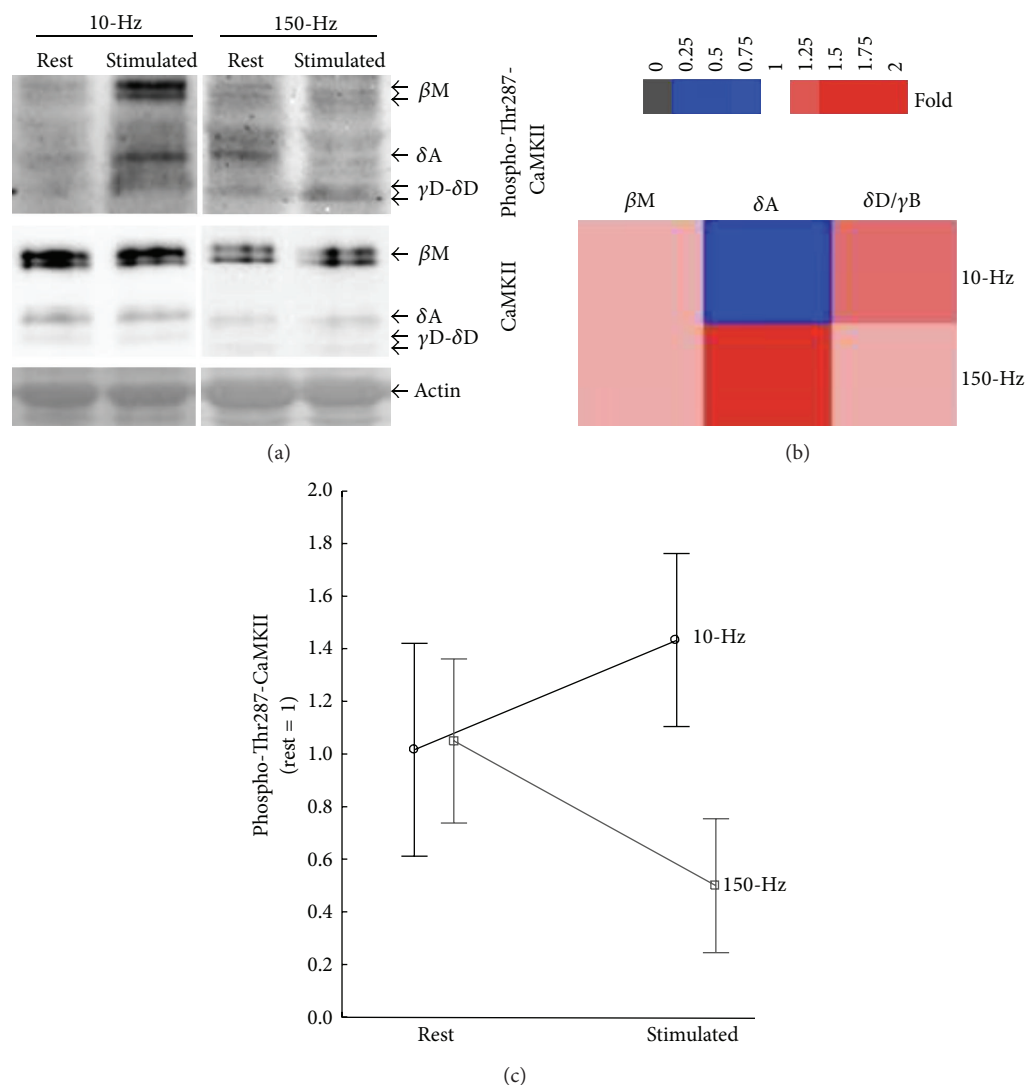 10-Hz 150-Hz
Rest Stimulated Rest Stimulated
βM
δA
γD-δD
Phospho-Thr287-
CaMKII
βM
δA
γD-δD
CaMKII
Actin
(a)
0 0.25 0.5 0.75 1 1.25 1.5 1.75 2
Fold
βM δA δD/γB
10-Hz
150-Hz
(b)
Phospho-Thr287-CaMKII
(rest = 1)
2.0
1.8
1.6
1.4
1.2
1.0
0.8
0.6
0.4
0.2
0.0
10-Hz
150-Hz
Rest Stimulated
(c)